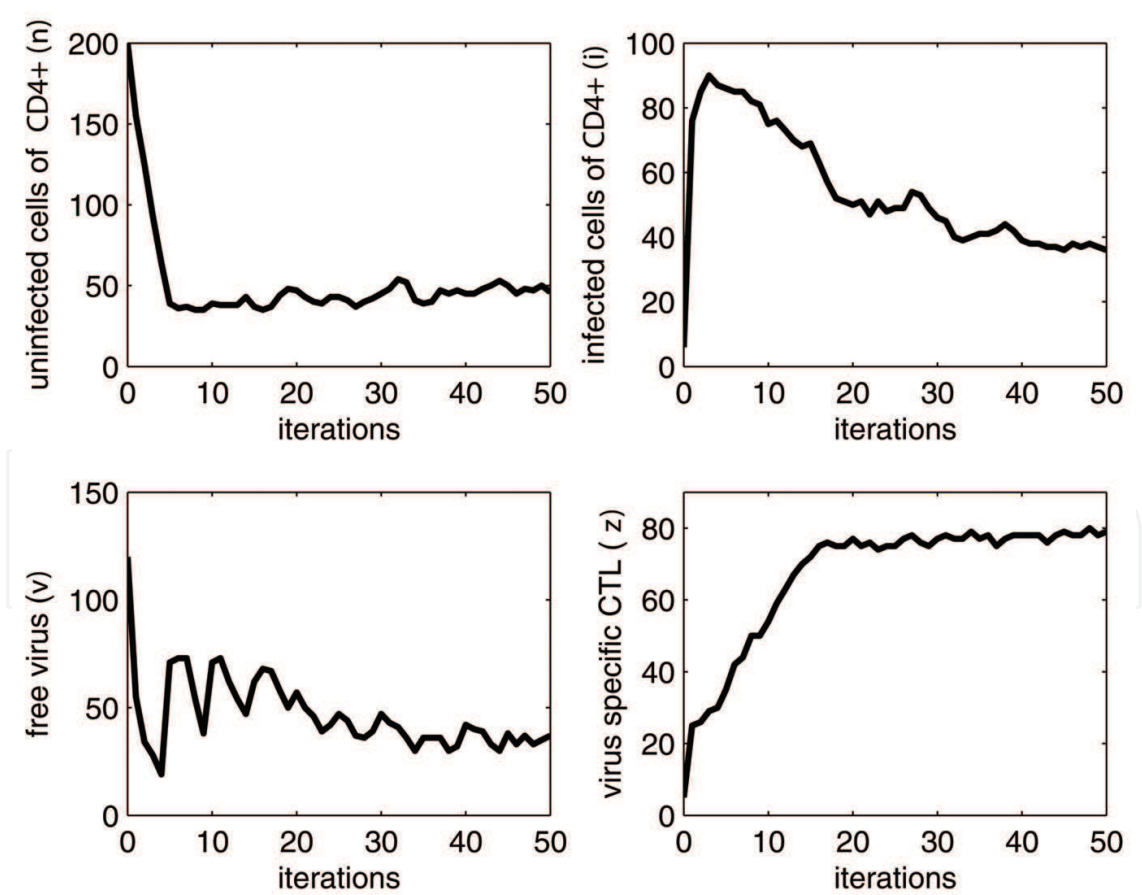 uninfected cells of CD4+ (n)
200
150
100
50
0
0 10 20 30 40 50
iterations
infected cells of CD4+ (i)
100
80
60
40
20
0
0 10 20 30 40 50
iterations
free virus (v)
150
100
50
0
0 10 20 30 40 50
iterations
virus specific CTL ( z)
80
60
40
20
0
0 10 20 30 40 50
iterations